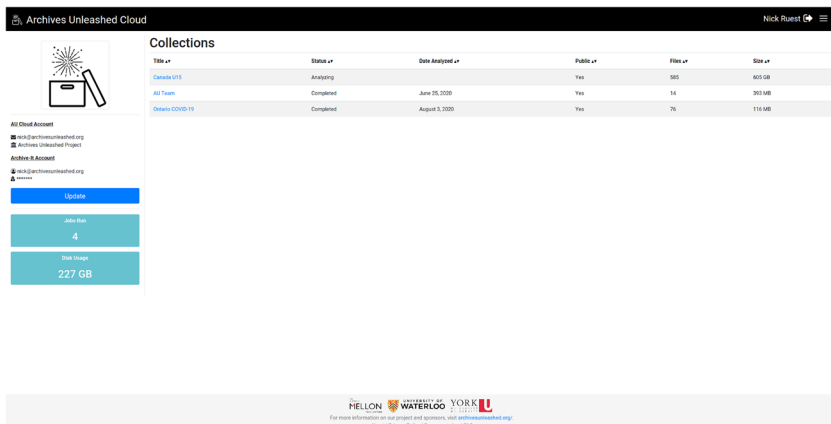 Archives Unleashed Cloud
Nick Ruest
Collections
Title Status Date Analyzed Public Files Size
Canada U15 Analyzing Yes 585 605 GB
AU Team Completed June 25, 2020 Yes 14 393 MB
Ontario COVID-19 Completed August 3, 2020 Yes 76 116 MB
AU Cloud Account
nick@archivesunleashed.org
Archives Unleashed Project
Archive-It Account
nick@archivesunleashed.org
*******
Update
Jobs Run
4
Disk Usage
227 GB
MELLON UNIVERSITY OF WATERLOO YORK U
For more information on our project and sponsors, visit archivesunleashed.org/.